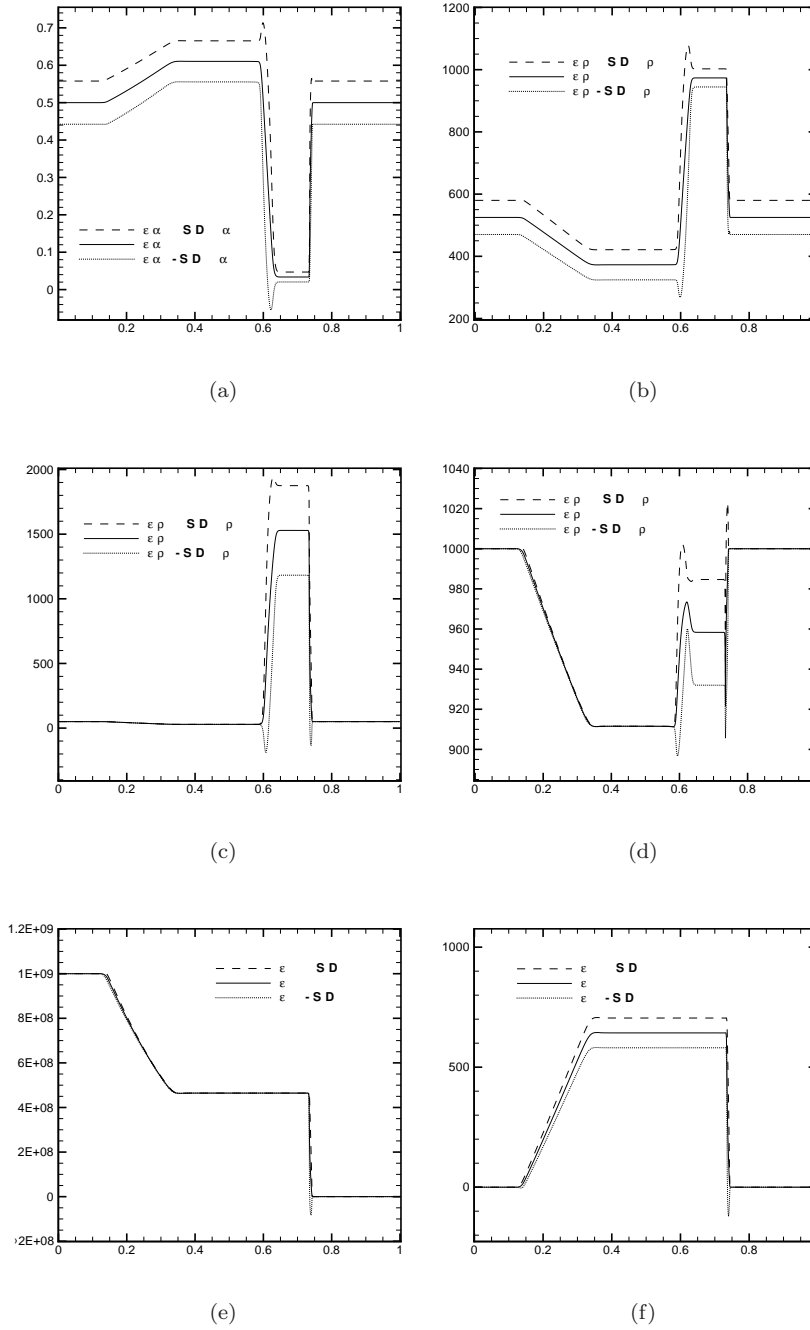 0.7
0.6
0.5
0.4
0.3
0.2
0.1
0
ε α SD α
ε α
ε α -SD α
0.2 0.4 0.6 0.8 1
(a)
1200
1000
800
600
400
200
ε ρ SD ρ
ε ρ
ε ρ -SD ρ
0 0.2 0.4 0.6 0.8
(b)
2000
1500
1000
500
0
ε ρ SD ρ
ε ρ
ε ρ -SD ρ
0 0.2 0.4 0.6 0.8 1
(c)
1040
1020
1000
980
960
940
920
900
ε ρ SD ρ
ε ρ
ε ρ -SD ρ
0 0.2 0.4 0.6 0.8
(d)
1.2E+09
1E+09
8E+08
6E+08
4E+08
2E+08
0
2E+08
ε SD
ε
ε -SD
0 0.2 0.4 0.6 0.8 1
(e)
1000
500
0
ε SD
ε
ε -SD
0 0.2 0.4 0.6 0.8
(f)